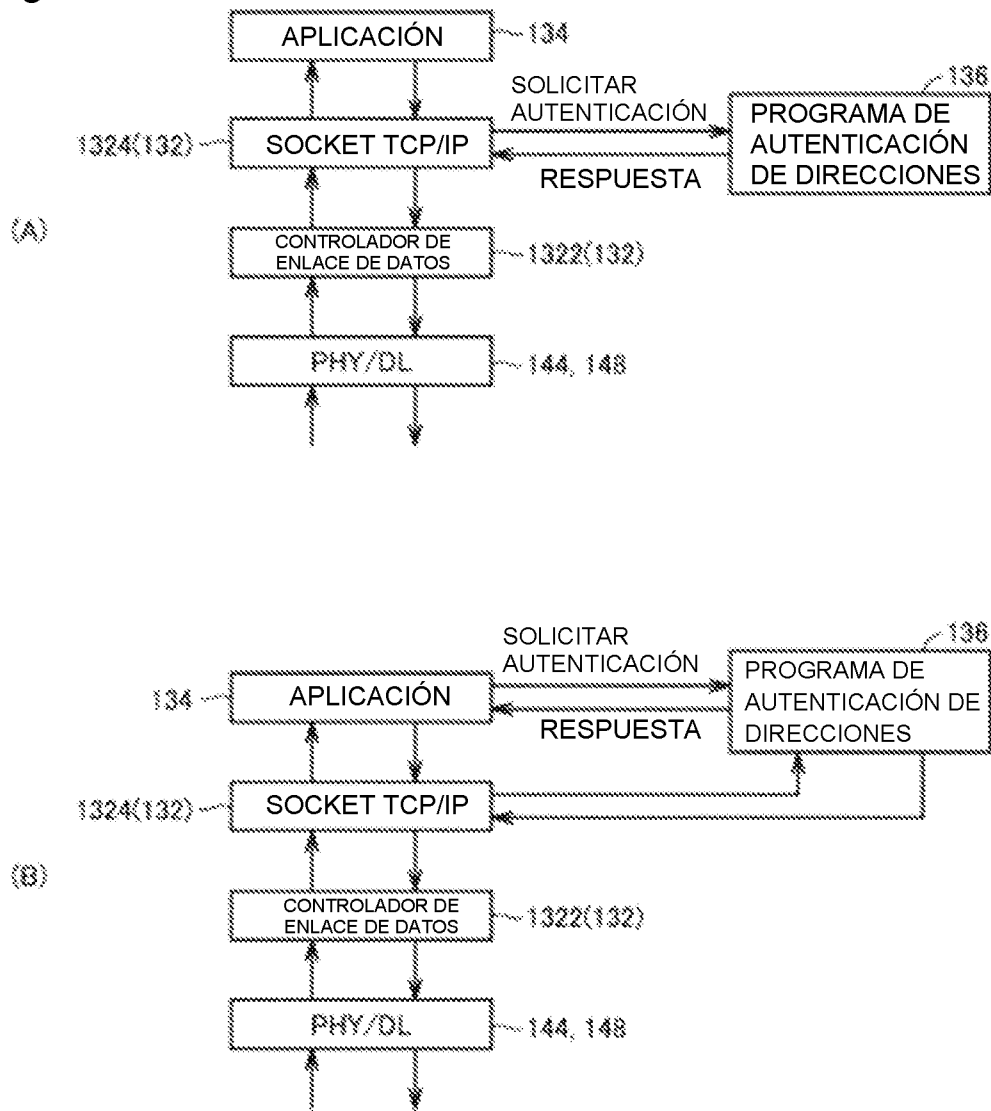 APLICACIÓN
134
SOLICITAR
AUTENTICACIÓN
136
1324(132)
SOCKET TCP/IP
PROGRAMA DE
AUTENTICACIÓN
DE DIRECCIONES
RESPUESTA
(A)
CONTROLADOR DE
ENLACE DE DATOS
1322(132)
PHY/DL
144, 148
SOLICITAR
AUTENTICACIÓN
136
134
APLICACIÓN
PROGRAMA DE
AUTENTICACIÓN DE
DIRECCIONES
RESPUESTA
1324(132)
SOCKET TCP/IP
(B)
CONTROLADOR DE
ENLACE DE DATOS
1322(132)
PHY/DL
144, 148